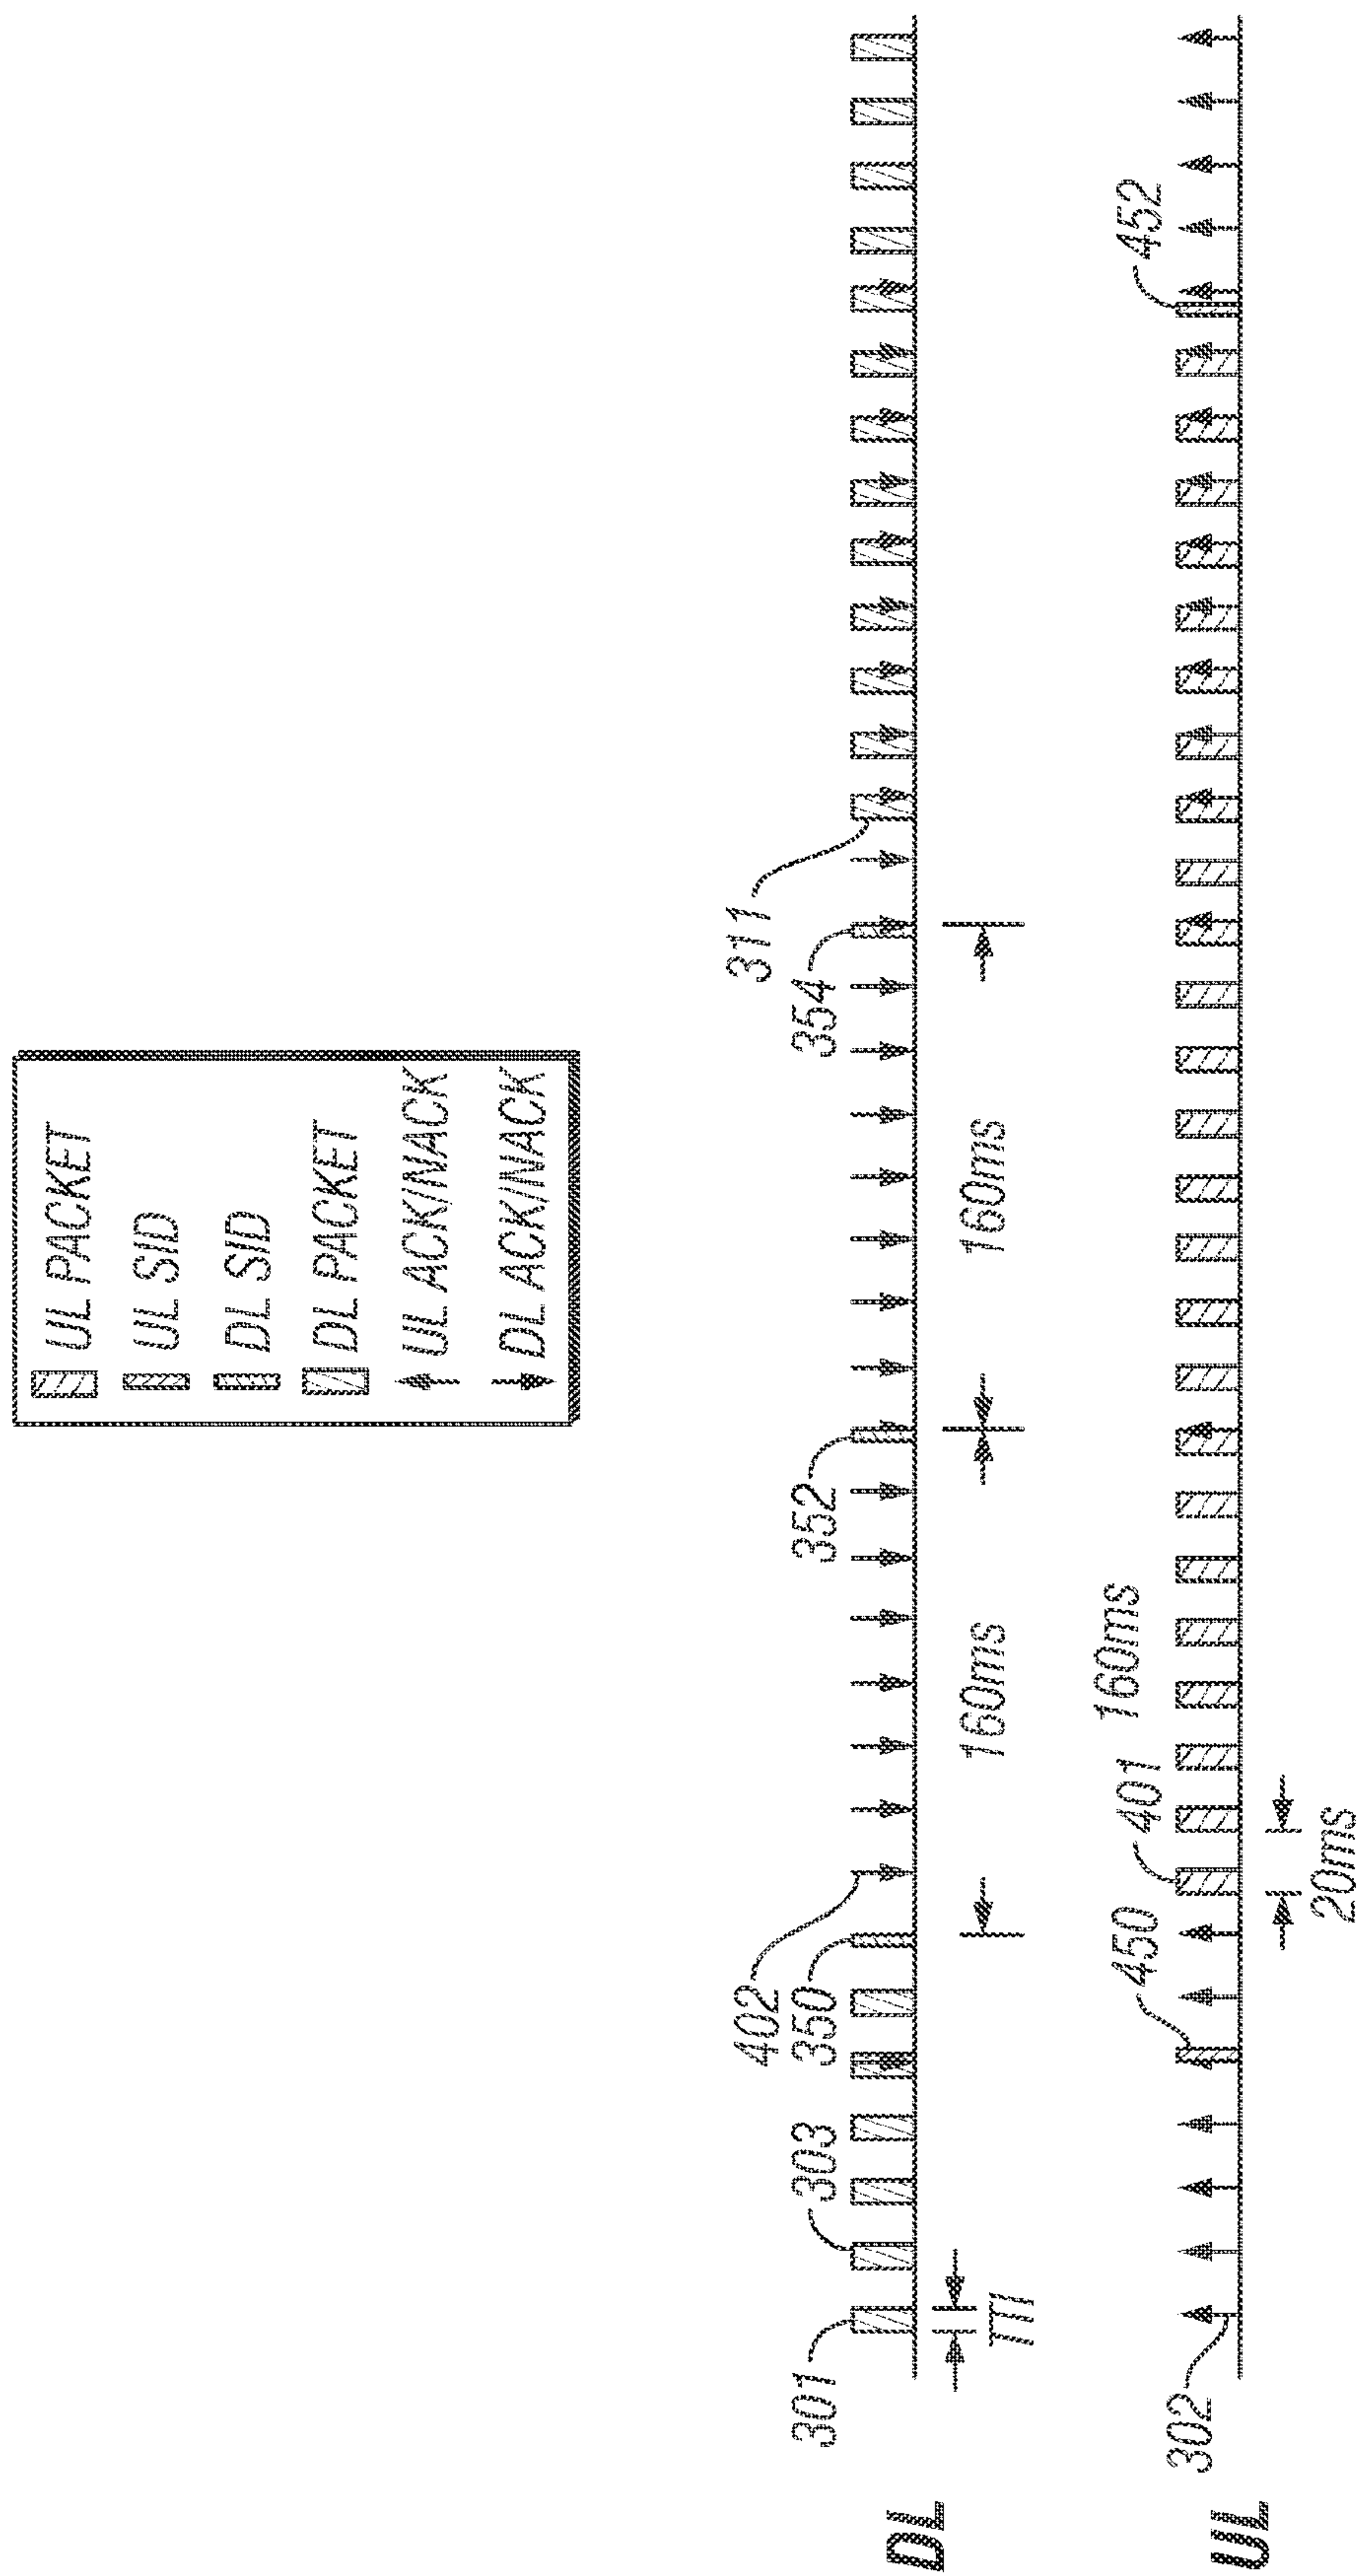 UL PACKET
UL SID
DL SID
DL PACKET
UL ACK/NACK
DL ACK/NACK
DL
301
303
402
350
352
354
311
TTI
160ms
160ms
UL
302
450
401
160ms
452
20ms